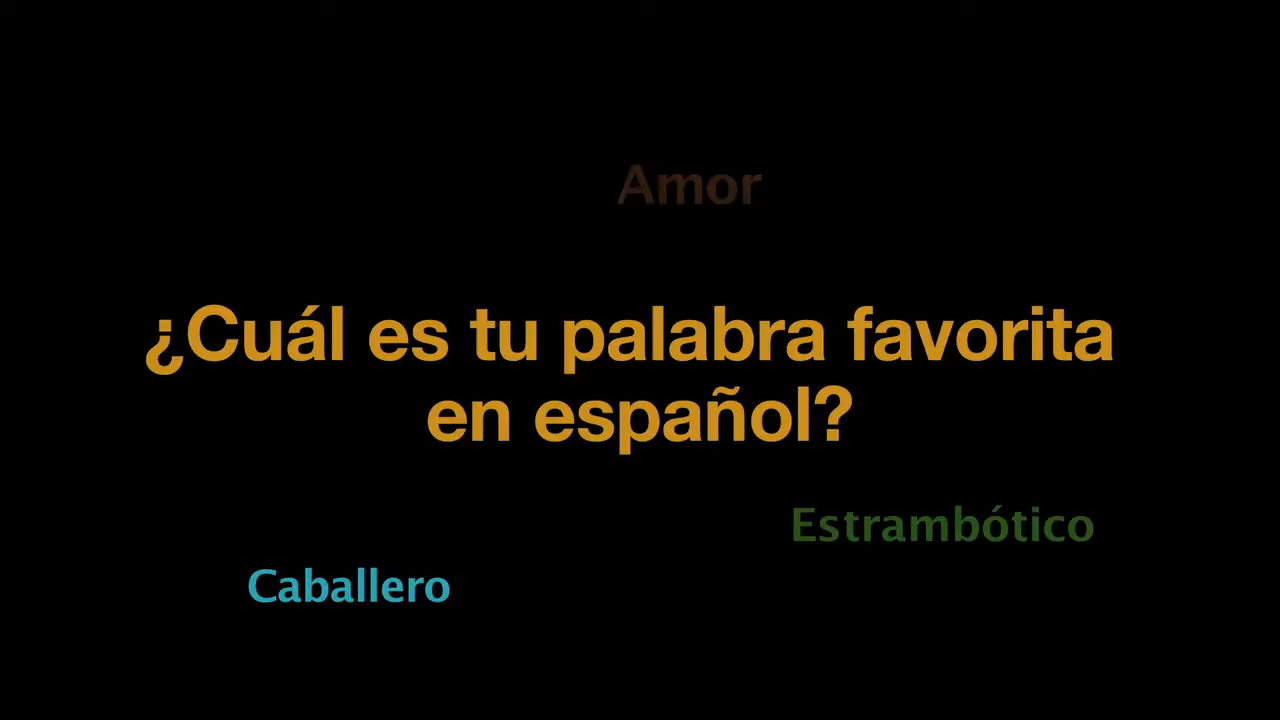 Amor
¿Cuál es tu palabra favorita
en español?
Estrambótico
Caballero